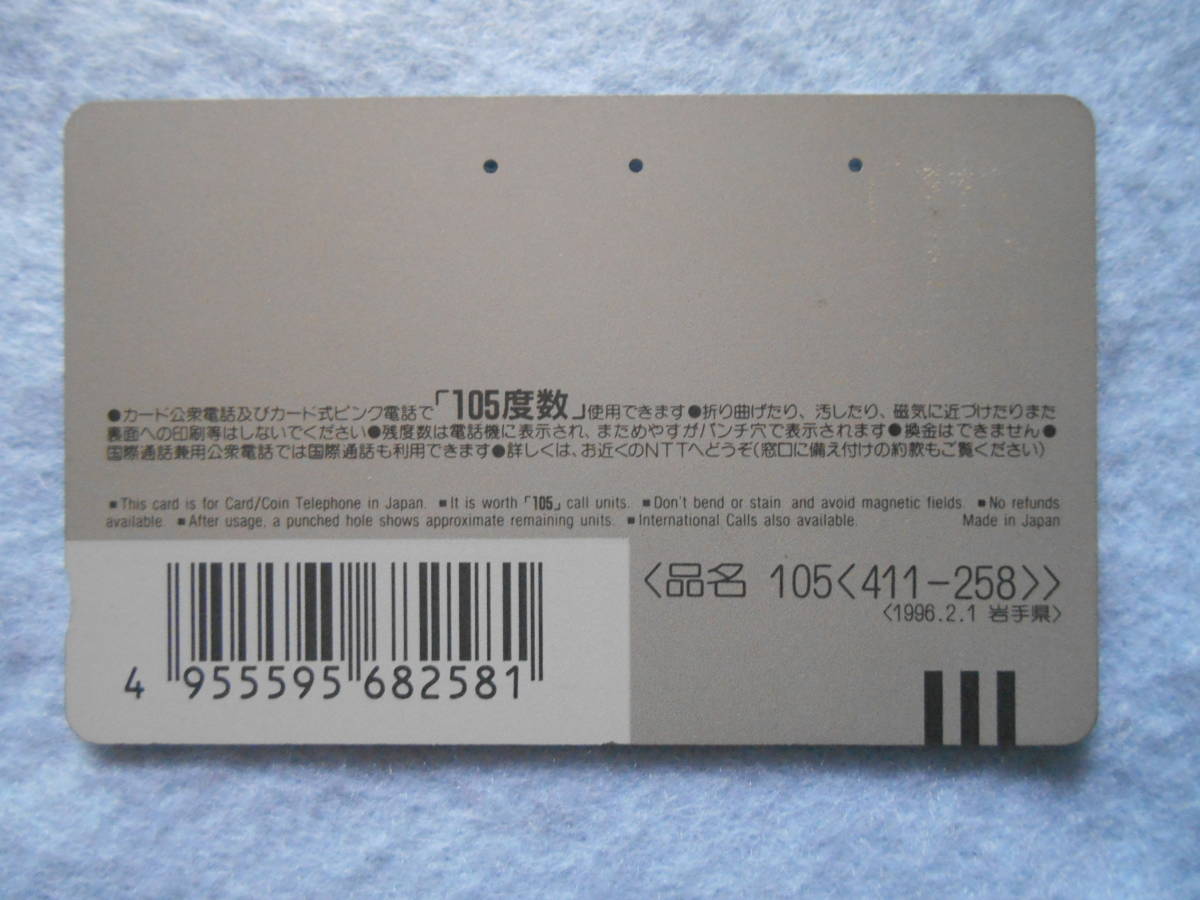 ●カード公衆電話及びカード式ピンク電話で「105度数」使用できます●折り曲げたり、汚したり、磁気に近づけたりまた
裏面への印刷等はしないでください●残度数は電話機に表示され、まためやすがパンチ穴で表示されます●換金はできません●
国際通話兼用公衆電話では国際通話も利用できます●詳しくは、お近くのNTTへどうぞ(窓口に備え付けの約款もご覧ください)
■This card is for Card/Coin Telephone in Japan. ■It is worth「105」call units. ■Don't bend or stain and avoid magnetic fields. ■No refunds
available. ■After usage, a punched hole shows approximate remaining units. ■International Calls also available. Made in Japan
〈品名 105〈411-258〉〉
〈1996.2.1 岩手県〉
4 955595 682581